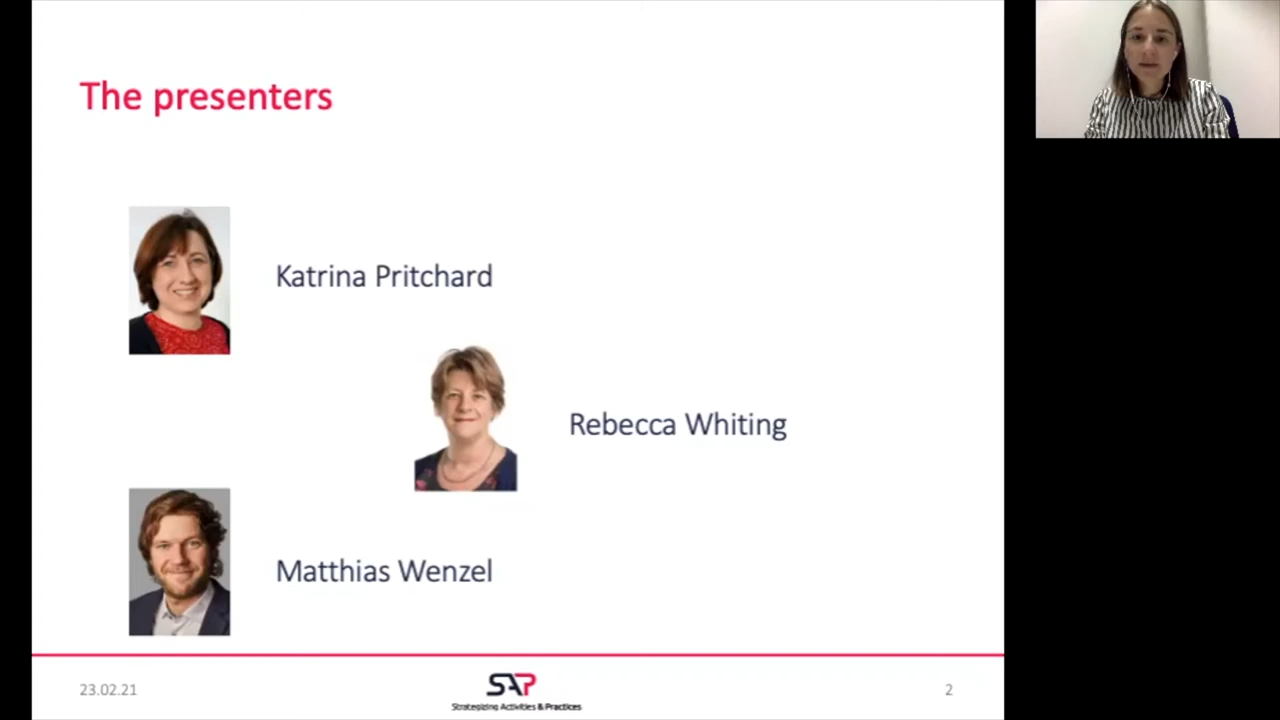 The presenters
Katrina Pritchard
Rebecca Whiting
Matthias Wenzel
23.02.21
SAP
Strategizing Activities & Practices
2